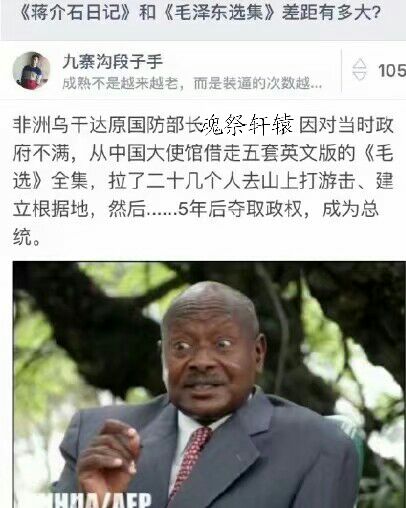 《蒋介石日记》和《毛泽东选集》差距有多大?
九寨沟段子手
成熟不是越来越老，而是装逼的次数越...
105
非洲乌干达原国防部长魂祭轩辕 因对当时政
府不满，从中国大使馆借走五套英文版的《毛
选》全集，拉了二十几个人去山上打游击、建
立根据地，然后......5年后夺取政权，成为总
统。
XINHUA/AFP